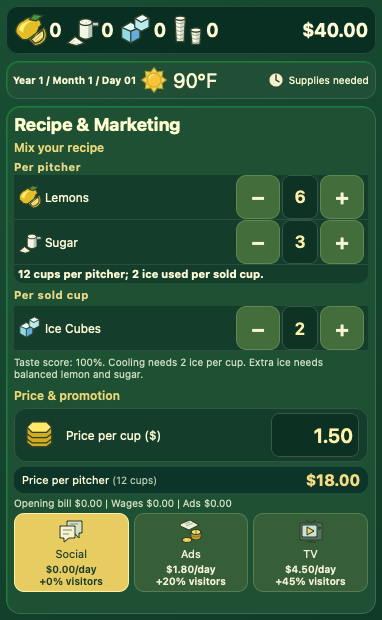 0 0 0 0 $40.00
Year 1 / Month 1 / Day 01 90°F Supplies needed
Recipe & Marketing
Mix your recipe
Per pitcher
Lemons − 6 +
Sugar − 3 +
12 cups per pitcher; 2 ice used per sold cup.
Per sold cup
Ice Cubes − 2 +
Taste score: 100%. Cooling needs 2 ice per cup. Extra ice needs
balanced lemon and sugar.
Price & promotion
Price per cup ($) 1.50
Price per pitcher (12 cups) $18.00
Opening bill $0.00 | Wages $0.00 | Ads $0.00
Social Ads TV
$0.00/day $1.80/day $4.50/day
+0% visitors +20% visitors +45% visitors